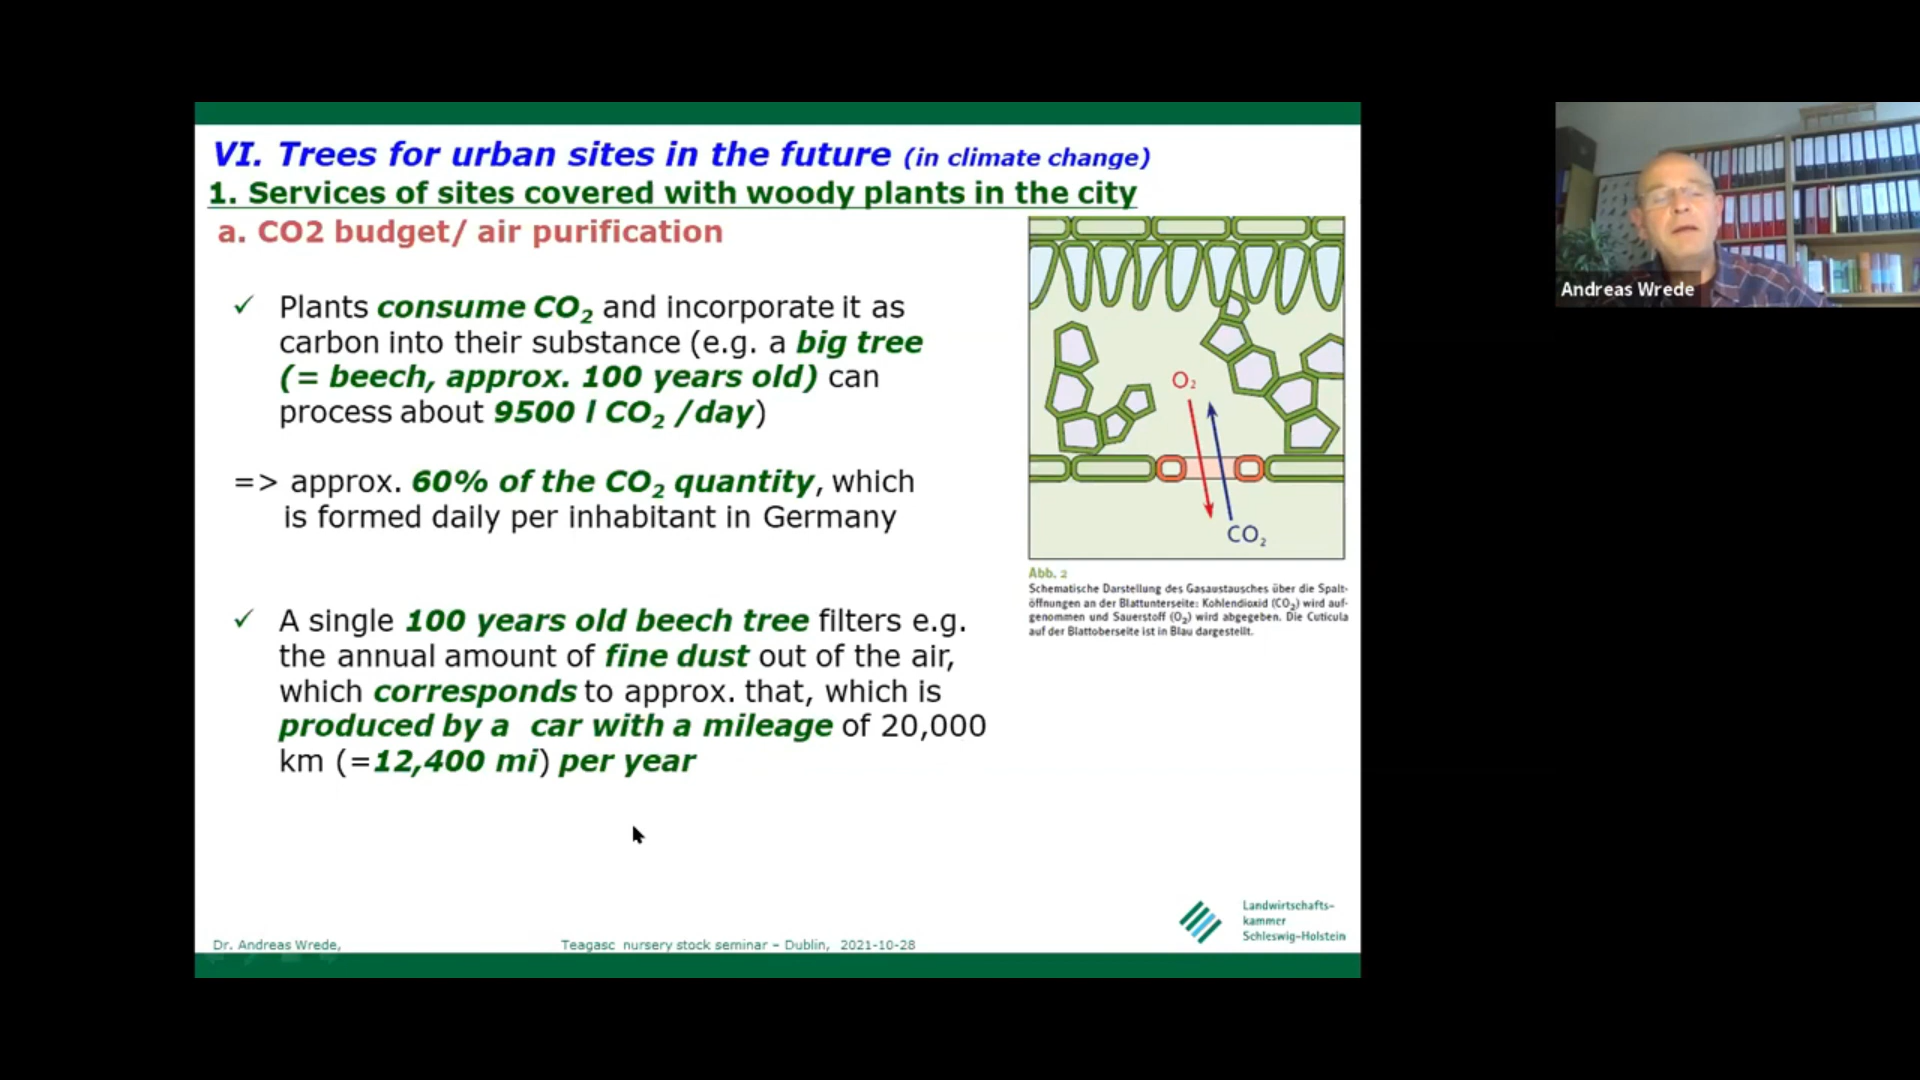 VI. Trees for urban sites in the future (in climate change)
1. Services of sites covered with woody plants in the city
a. CO2 budget/ air purification
✓ Plants consume CO₂ and incorporate it as
carbon into their substance (e.g. a big tree
(= beech, approx. 100 years old) can
process about 9500 l CO₂ /day)
=> approx. 60% of the CO₂ quantity, which
is formed daily per inhabitant in Germany
✓ A single 100 years old beech tree filters e.g.
the annual amount of fine dust out of the air,
which corresponds to approx. that, which is
produced by a car with a mileage of 20,000
km (=12,400 mi) per year
O₂
CO₂
Abb. 2
Schematische Darstellung des Gasaustausches über die Spalt-
öffnungen an der Blattunterseite: Kohlendioxid (CO₂) wird auf-
genommen und Sauerstoff (O₂) wird abgegeben. Die Cuticula
auf der Blattoberseite ist in Blau dargestellt.
Landwirtschafts-
kammer
Schleswig-Holstein
Dr. Andreas Wrede,
Teagasc nursery stock seminar – Dublin, 2021-10-28
Andreas Wrede